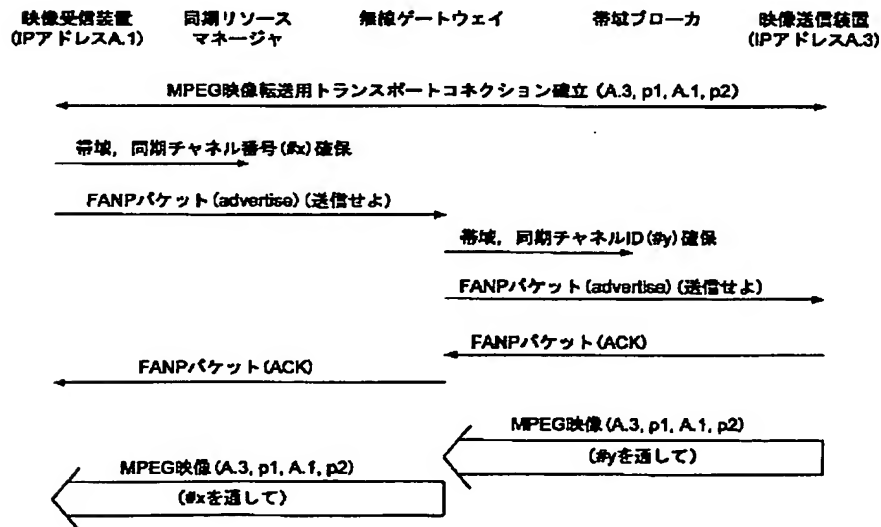 映像受信装置
(IPアドレスA.1)
同期リソース
マネージャ
無線ゲートウェイ
帯域ブローカ
映像送信装置
(IPアドレスA.3)
MPEG映像転送用トランスポートコネクション確立 (A.3, p1, A.1, p2)
帯域, 同期チャネル番号(#x)確保
FANPパケット(advertise)(送信せよ)
帯域, 同期チャネルID(#y)確保
FANPパケット(advertise)(送信せよ)
FANPパケット(ACK)
FANPパケット(ACK)
MPEG映像(A.3, p1, A.1, p2)
(#yを通して)
MPEG映像(A.3, p1, A.1, p2)
(#xを通して)